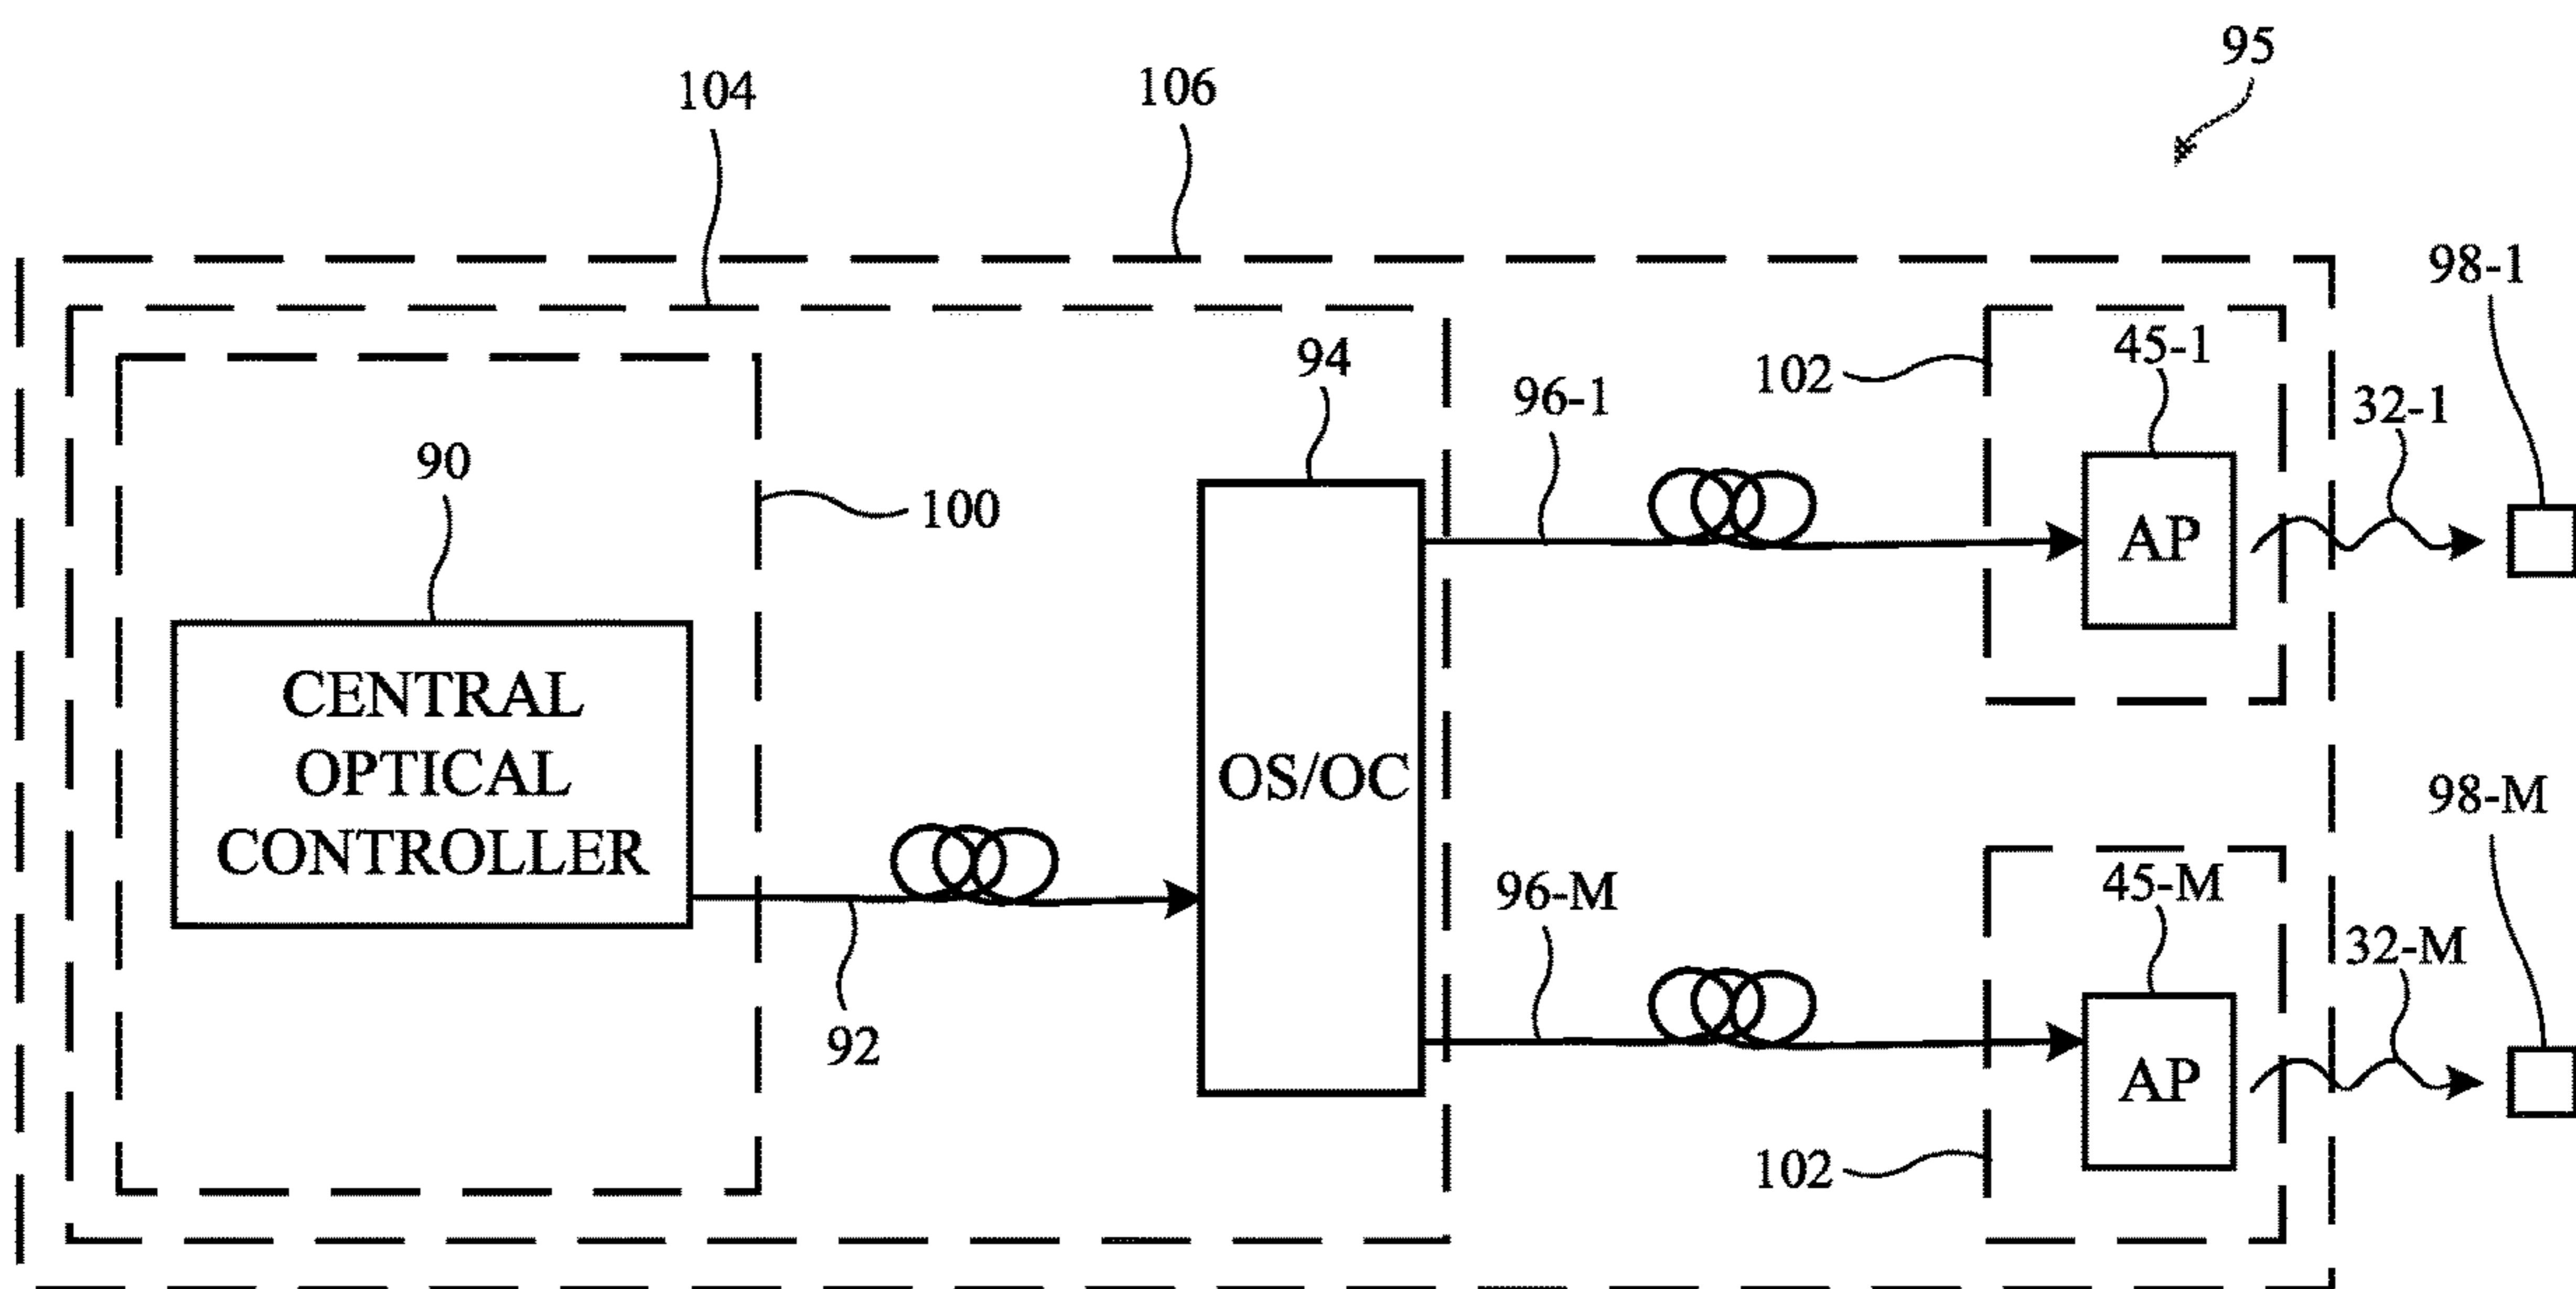 95
104
106
98-1
94
45-1
102
96-1
32-1
90
100
AP
CENTRAL
OPTICAL
CONTROLLER
OS/OC
98-M
96-M
45-M
32-M
92
AP
102